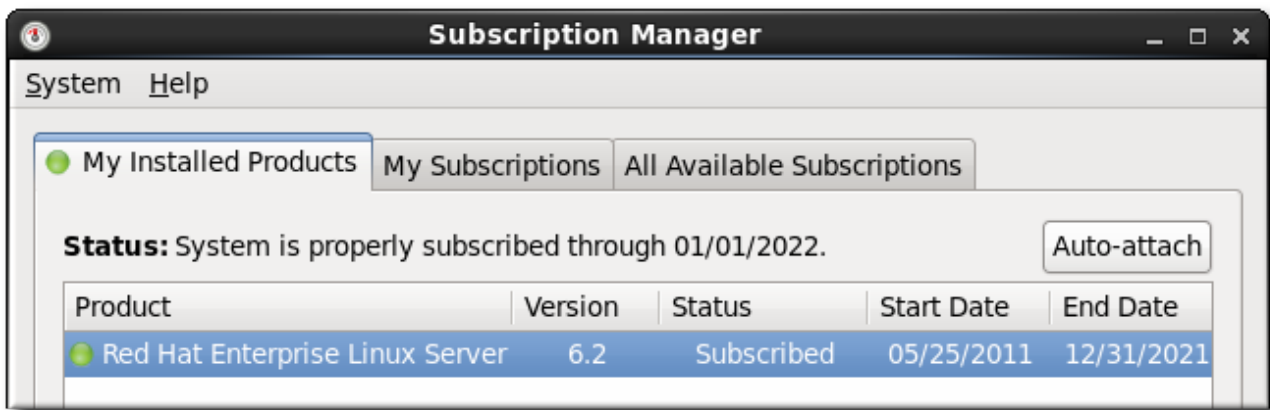 Subscription Manager
System Help
My Installed Products My Subscriptions All Available Subscriptions
Status: System is properly subscribed through 01/01/2022. Auto-attach
Product Version Status Start Date End Date
Red Hat Enterprise Linux Server 6.2 Subscribed 05/25/2011 12/31/2021